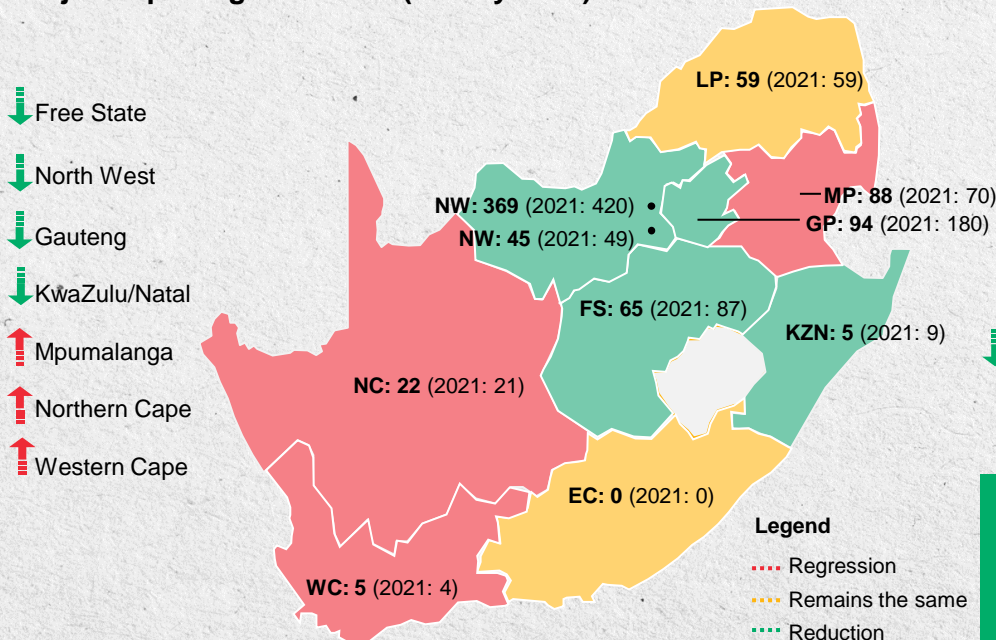 Free State
North West
Gauteng
KwaZulu/Natal
Mpumalanga
Northern Cape
Western Cape
LP: 59 (2021: 59)
MP: 88 (2021: 70)
NW: 369 (2021: 420)
GP: 94 (2021: 180)
NW: 45 (2021: 49)
FS: 65 (2021: 87)
KZN: 5 (2021: 9)
NC: 22 (2021: 21)
EC: 0 (2021: 0)
WC: 5 (2021: 4)
Legend
Regression
Remains the same
Reduction